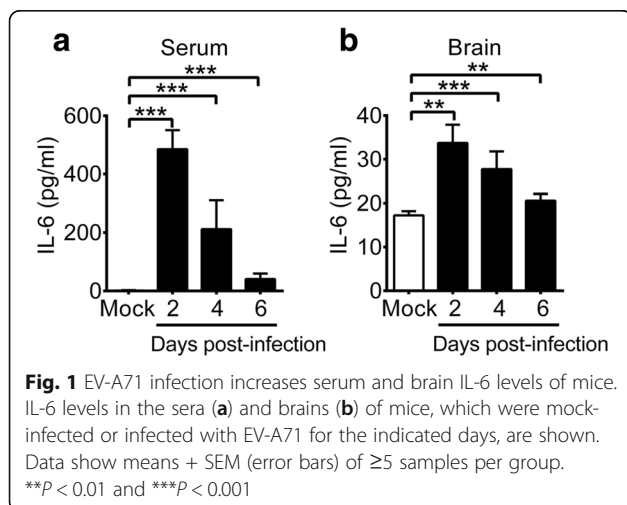 a
Serum
***
***
***
600
400
200
0
IL-6 (pg/ml)
Mock 2 4 6
Days post-infection
b
Brain
**
***
**
40
30
20
10
0
IL-6 (pg/ml)
Mock 2 4 6
Days post-infection
Fig. 1 EV-A71 infection increases serum and brain IL-6 levels of mice.
IL-6 levels in the sera (a) and brains (b) of mice, which were mock-
infected or infected with EV-A71 for the indicated days, are shown.
Data show means + SEM (error bars) of ≥5 samples per group.
**P < 0.01 and ***P < 0.001